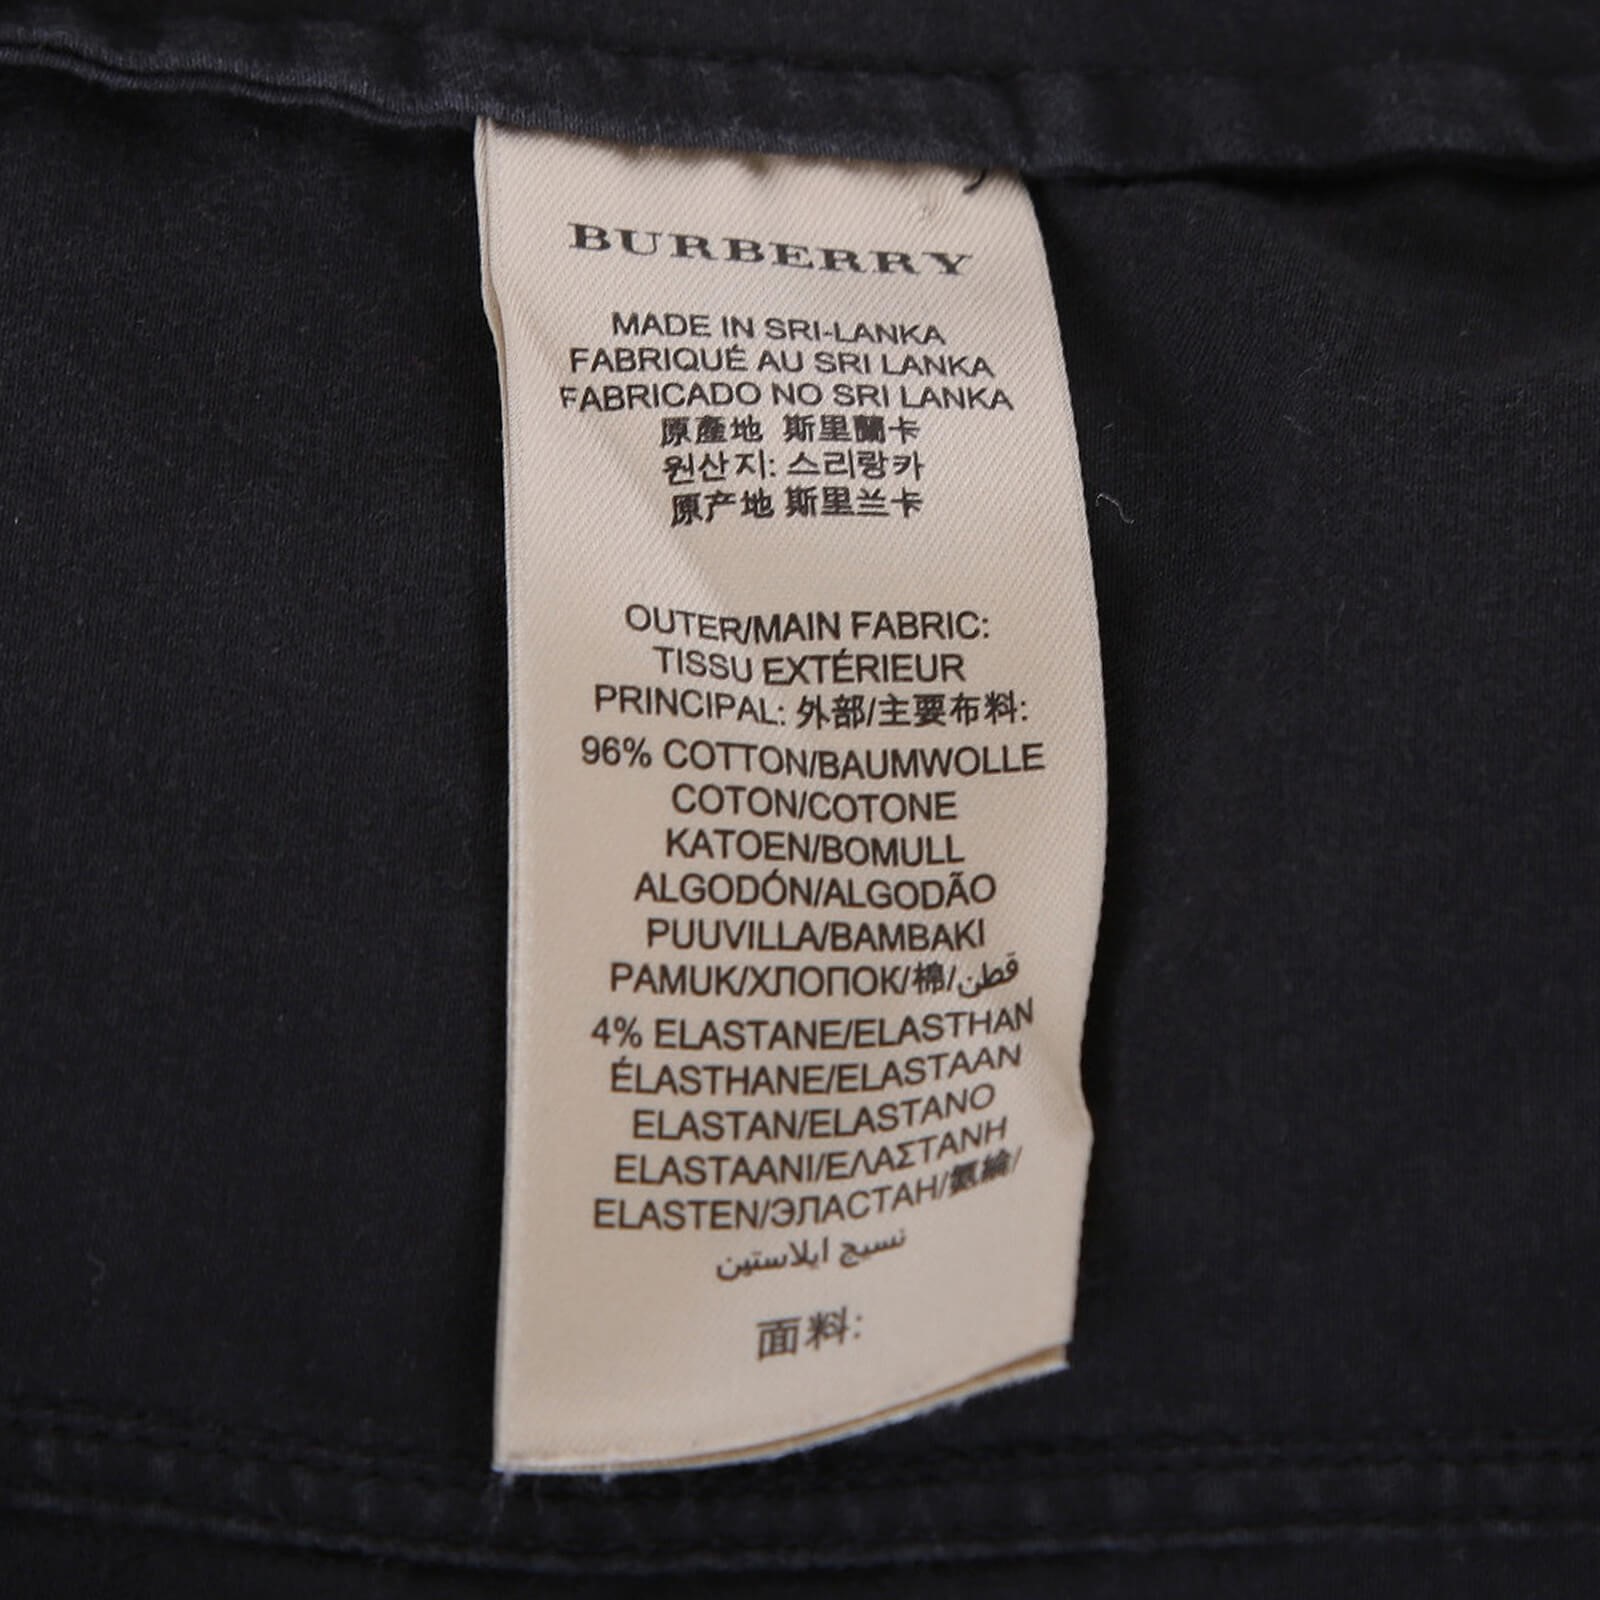 BURBERRY
MADE IN SRI-LANKA
FABRIQUÉ AU SRI LANKA
FABRICADO NO SRI LANKA
原產地 斯里蘭卡
원산지: 스리랑카
原产地 斯里兰卡
OUTER/MAIN FABRIC:
TISSU EXTÉRIEUR
PRINCIPAL: 外部/主要布料:
96% COTTON/BAUMWOLLE
COTON/COTONE
KATOEN/BOMULL
ALGODÓN/ALGODÃO
PUUVILLA/BAMBAKI
PAMUK/ХЛОПОК/棉/قطن
4% ELASTANE/ELASTHAN
ÉLASTHANE/ELASTAAN
ELASTAN/ELASTANO
ELASTAANI/ΕΛΑΣΤΑΝΗ
ELASTEN/ЭЛАСТАН/氨綸/
نسيج ايلاستين
面料: